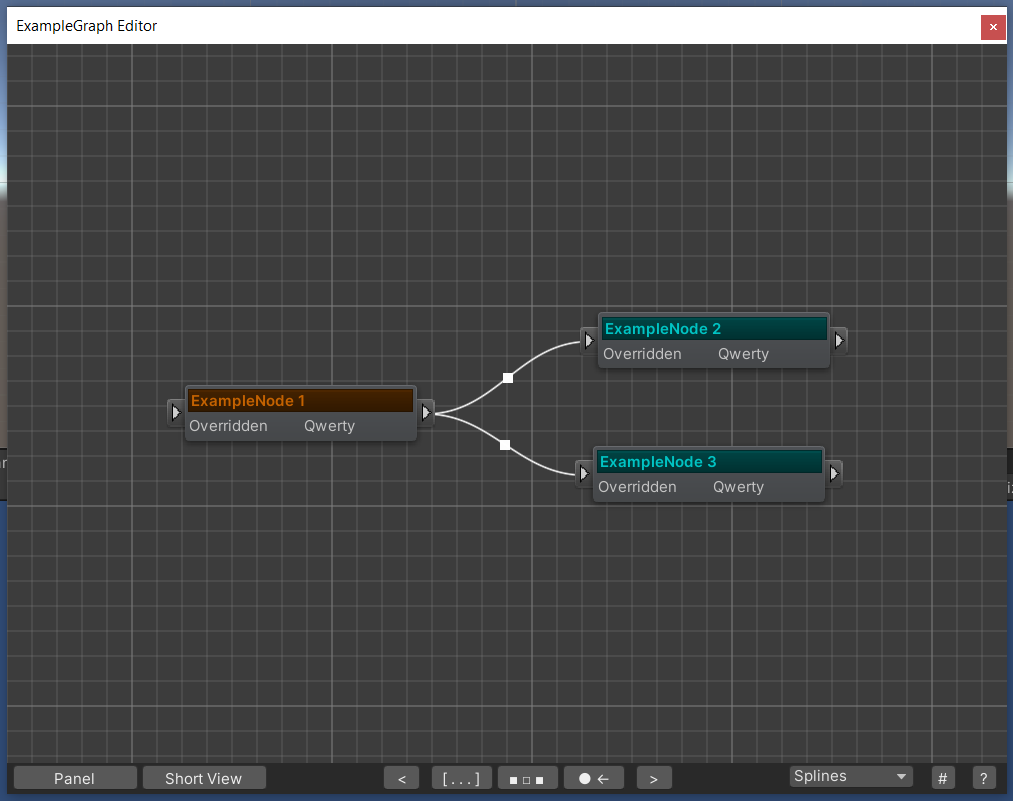 ExampleGraph Editor
ExampleNode 2
Overridden Qwerty
ExampleNode 1
Overridden Qwerty
ExampleNode 3
Overridden Qwerty
Panel Short View < [...] > Splines # ?